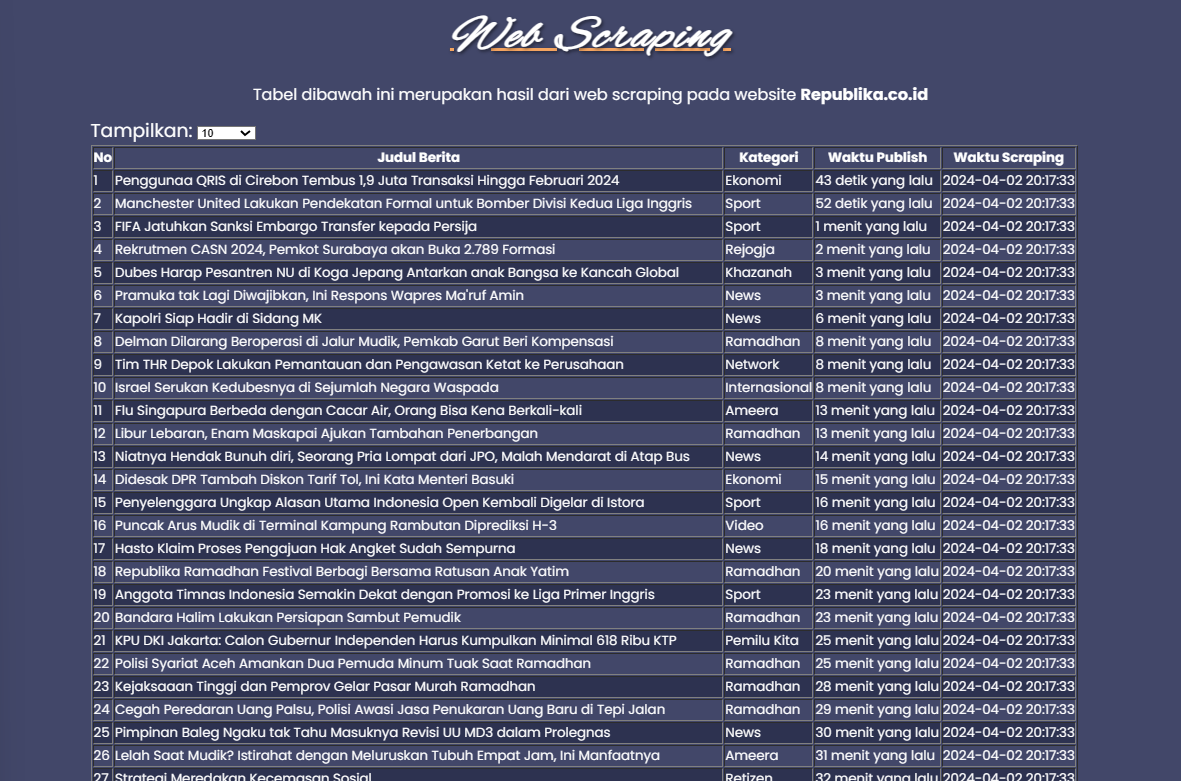 Web Scraping
Tabel dibawah ini merupakan hasil dari web scraping pada website Republika.co.id
Tampilkan: 10
No Judul Berita Kategori Waktu Publish Waktu Scraping
1 Penggunaa QRIS di Cirebon Tembus 1,9 Juta Transaksi Hingga Februari 2024 Ekonomi 43 detik yang lalu 2024-04-02 20:17:33
2 Manchester United Lakukan Pendekatan Formal untuk Bomber Divisi Kedua Liga Inggris Sport 52 detik yang lalu 2024-04-02 20:17:33
3 FIFA Jatuhkan Sanksi Embargo Transfer kepada Persija Sport 1 menit yang lalu 2024-04-02 20:17:33
4 Rekrutmen CASN 2024, Pemkot Surabaya akan Buka 2.789 Formasi Rejogja 2 menit yang lalu 2024-04-02 20:17:33
5 Dubes Harap Pesantren NU di Koga Jepang Antarkan anak Bangsa ke Kancah Global Khazanah 3 menit yang lalu 2024-04-02 20:17:33
6 Pramuka tak Lagi Diwajibkan, Ini Respons Wapres Ma'ruf Amin News 3 menit yang lalu 2024-04-02 20:17:33
7 Kapolri Siap Hadir di Sidang MK News 6 menit yang lalu 2024-04-02 20:17:33
8 Delman Dilarang Beroperasi di Jalur Mudik, Pemkab Garut Beri Kompensasi Ramadhan 8 menit yang lalu 2024-04-02 20:17:33
9 Tim THR Depok Lakukan Pemantauan dan Pengawasan Ketat ke Perusahaan Network 8 menit yang lalu 2024-04-02 20:17:33
10 Israel Serukan Kedubesnya di Sejumlah Negara Waspada Internasional 8 menit yang lalu 2024-04-02 20:17:33
11 Flu Singapura Berbeda dengan Cacar Air, Orang Bisa Kena Berkali-kali Ameera 13 menit yang lalu 2024-04-02 20:17:33
12 Libur Lebaran, Enam Maskapai Ajukan Tambahan Penerbangan Ramadhan 13 menit yang lalu 2024-04-02 20:17:33
13 Niatnya Hendak Bunuh diri, Seorang Pria Lompat dari JPO, Malah Mendarat di Atap Bus News 14 menit yang lalu 2024-04-02 20:17:33
14 Didesak DPR Tambah Diskon Tarif Tol, Ini Kata Menteri Basuki Ekonomi 15 menit yang lalu 2024-04-02 20:17:33
15 Penyelenggara Ungkap Alasan Utama Indonesia Open Kembali Digelar di Istora Sport 16 menit yang lalu 2024-04-02 20:17:33
16 Puncak Arus Mudik di Terminal Kampung Rambutan Diprediksi H-3 Video 16 menit yang lalu 2024-04-02 20:17:33
17 Hasto Klaim Proses Pengajuan Hak Angket Sudah Sempurna News 18 menit yang lalu 2024-04-02 20:17:33
18 Republika Ramadhan Festival Berbagi Bersama Ratusan Anak Yatim Ramadhan 20 menit yang lalu 2024-04-02 20:17:33
19 Anggota Timnas Indonesia Semakin Dekat dengan Promosi ke Liga Primer Inggris Sport 23 menit yang lalu 2024-04-02 20:17:33
20 Bandara Halim Lakukan Persiapan Sambut Pemudik Ramadhan 23 menit yang lalu 2024-04-02 20:17:33
21 KPU DKI Jakarta: Calon Gubernur Independen Harus Kumpulkan Minimal 618 Ribu KTP Pemilu Kita 25 menit yang lalu 2024-04-02 20:17:33
22 Polisi Syariat Aceh Amankan Dua Pemuda Minum Tuak Saat Ramadhan Ramadhan 25 menit yang lalu 2024-04-02 20:17:33
23 Kejaksaaan Tinggi dan Pemprov Gelar Pasar Murah Ramadhan Ramadhan 28 menit yang lalu 2024-04-02 20:17:33
24 Cegah Peredaran Uang Palsu, Polisi Awasi Jasa Penukaran Uang Baru di Tepi Jalan Ramadhan 29 menit yang lalu 2024-04-02 20:17:33
25 Pimpinan Baleg Ngaku tak Tahu Masuknya Revisi UU MD3 dalam Prolegnas News 30 menit yang lalu 2024-04-02 20:17:33
26 Lelah Saat Mudik? Istirahat dengan Meluruskan Tubuh Empat Jam, Ini Manfaatnya Ameera 31 menit yang lalu 2024-04-02 20:17:33
27 Strategi Meredakan Kecemasan Sosial Retizen 32 menit yang lalu 2024-04-02 20:17:33